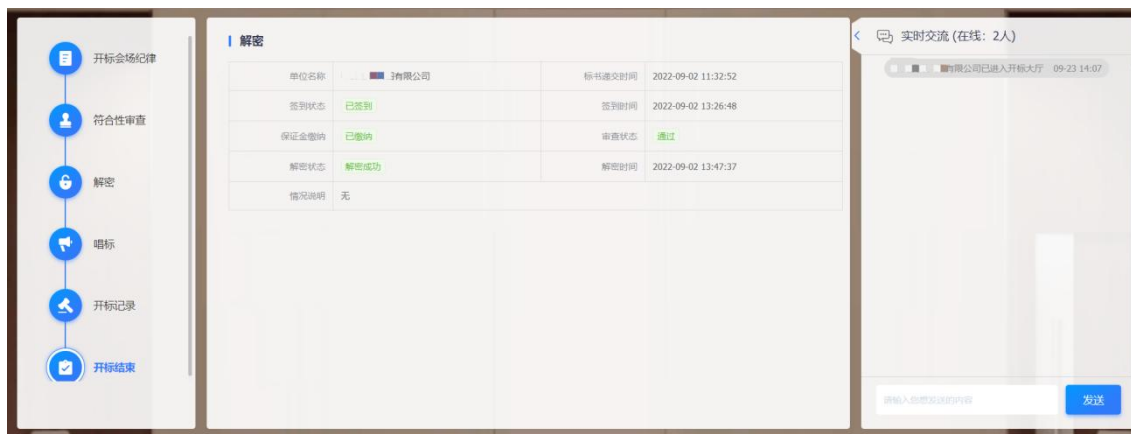 开标会场纪律
符合性审查
解密
唱标
开标记录
开标结束
解密
单位名称 有限公司 标书递交时间 2022-09-02 11:32:52
签到状态 已签到 签到时间 2022-09-02 13:26:48
保证金缴纳 已缴纳 审查状态 通过
解密状态 解密成功 解密时间 2022-09-02 13:47:37
情况说明 无
实时交流 (在线: 2人)
有限公司已进入开标大厅 09-23 14:07
请输入您想发送的内容
发送